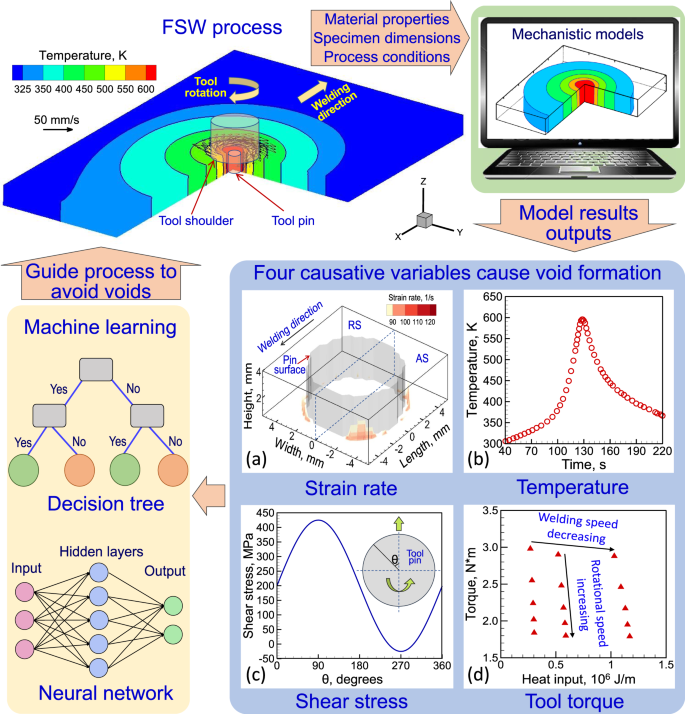 FSW process
Material properties
Specimen dimensions
Process conditions
Mechanistic models
Temperature, K
325 350 400 450 500 550 600
Tool
rotation
Welding
direction
50 mm/s
Tool shoulder
Tool pin
Z
X
Y
Model results
outputs
Guide process to
avoid voids
Four causative variables cause void formation
Welding direction
RS
AS
Pin
surface
Strain rate, 1/s
90 100 110 120
Height, mm
4
2
4
2
0
-2
-4
Width, mm
-4
-2
0
2
4
Length, mm
(a)
Strain rate
Temperature, K
650
600
550
500
450
400
350
300
40 70 100 130 160 190 220
Time, s
(b)
Temperature
Shear stress, MPa
450
400
350
300
250
200
150
100
50
0
-50
0 90 180 270 360
θ, degrees
Tool
pin
θ
(c)
Shear stress
Torque, N*m
4.0
3.5
3.0
2.5
2.0
1.8
0 0.5 1.0 1.5
Heat input, 10⁶ J/m
Welding speed
decreasing
Rotational speed
increasing
(d)
Tool torque
Machine learning
Yes
No
Yes
No
Yes
No
Decision tree
Hidden layers
Input
Output
Neural network